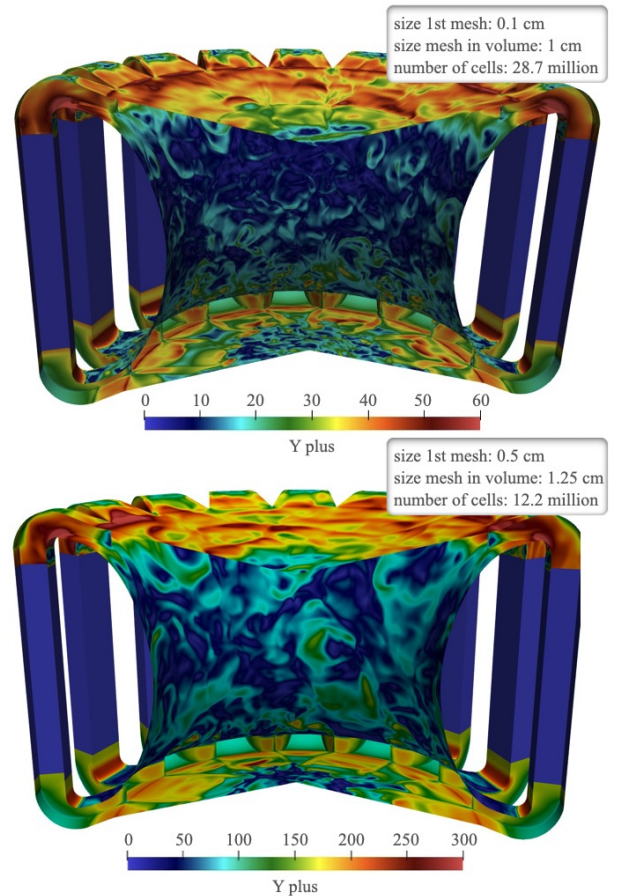 size 1st mesh: 0.1 cm
size mesh in volume: 1 cm
number of cells: 28.7 million
0 10 20 30 40 50 60
Y plus
size 1st mesh: 0.5 cm
size mesh in volume: 1.25 cm
number of cells: 12.2 million
0 50 100 150 200 250 300
Y plus